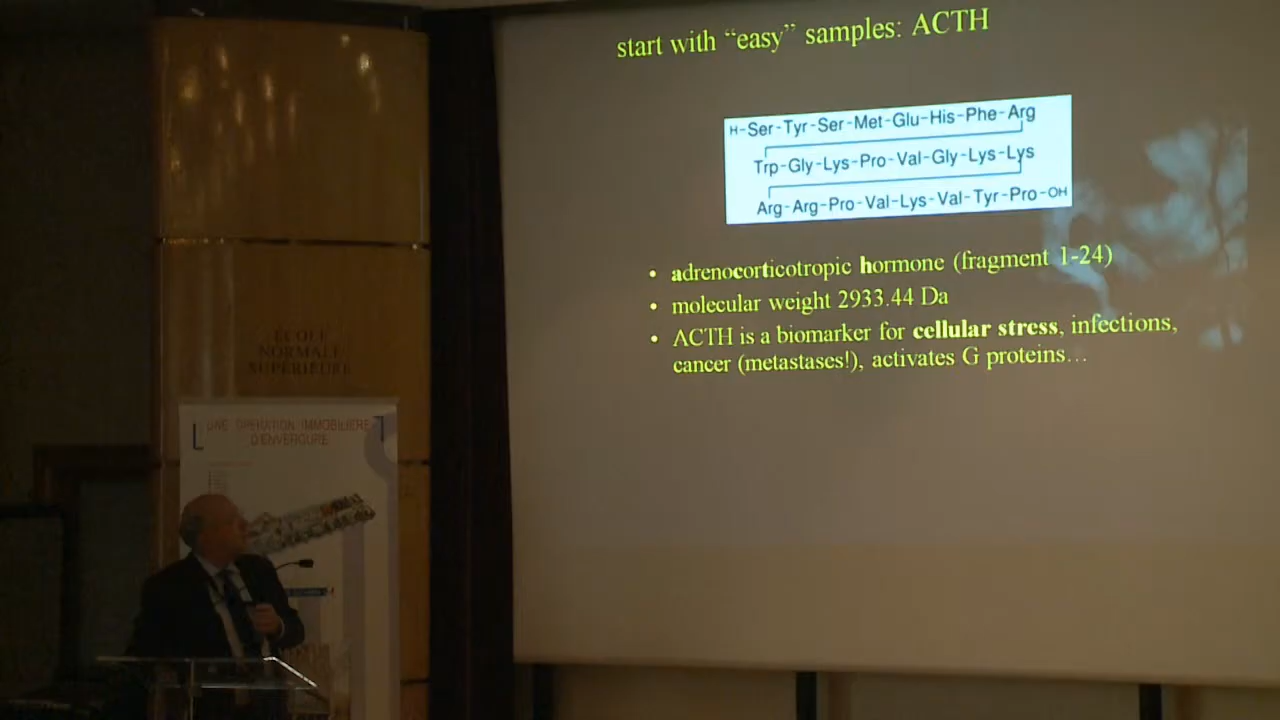 start with “easy” samples: ACTH
H-Ser-Tyr-Ser-Met-Glu-His-Phe-Arg
Trp-Gly-Lys-Pro-Val-Gly-Lys-Lys
Arg-Arg-Pro-Val-Lys-Val-Tyr-Pro-OH
• adrenocorticotropic hormone (fragment 1-24)
• molecular weight 2933.44 Da
• ACTH is a biomarker for cellular stress, infections,
cancer (metastases!), activates G proteins…
ECOLE
NORMALE
SUPERIEURE
UNE OPERATION IMMOBILIERE
D'ENVERGURE